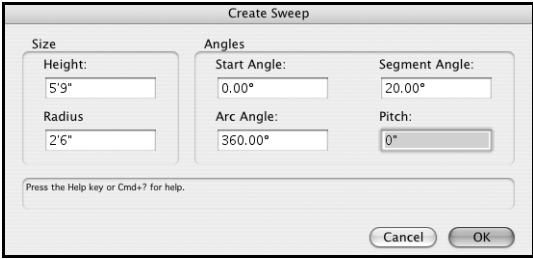 Create Sweep
Size
Height:
5'9"
Radius
2'6"
Angles
Start Angle:
0.00°
Segment Angle:
20.00°
Arc Angle:
360.00°
Pitch:
0"
Press the Help key or Cmd+? for help.
Cancel
OK